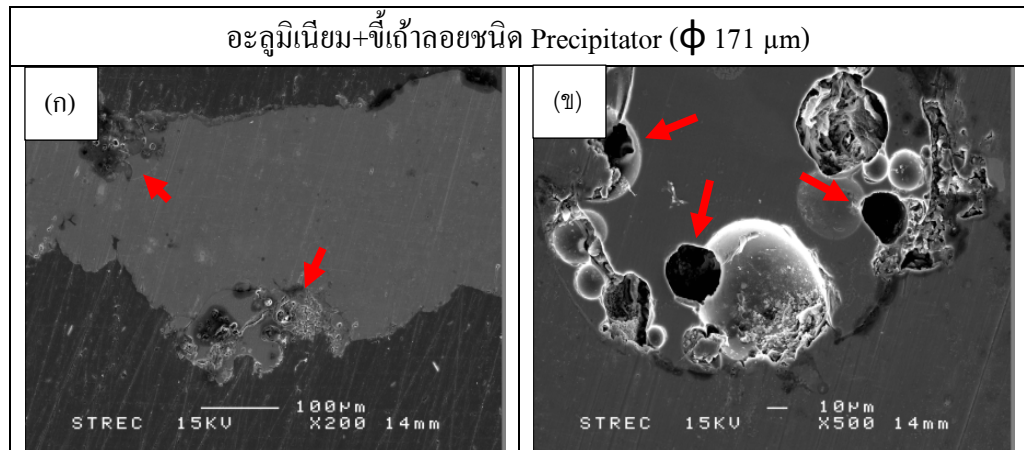 อะลูมิเนียม+ขี้เถ้าลอยชนิด Precipitator (ϕ 171 µm)
(ก)
(ข)
100µm
STREC 15KV X200 14mm
10µm
STREC 15KV X500 14mm